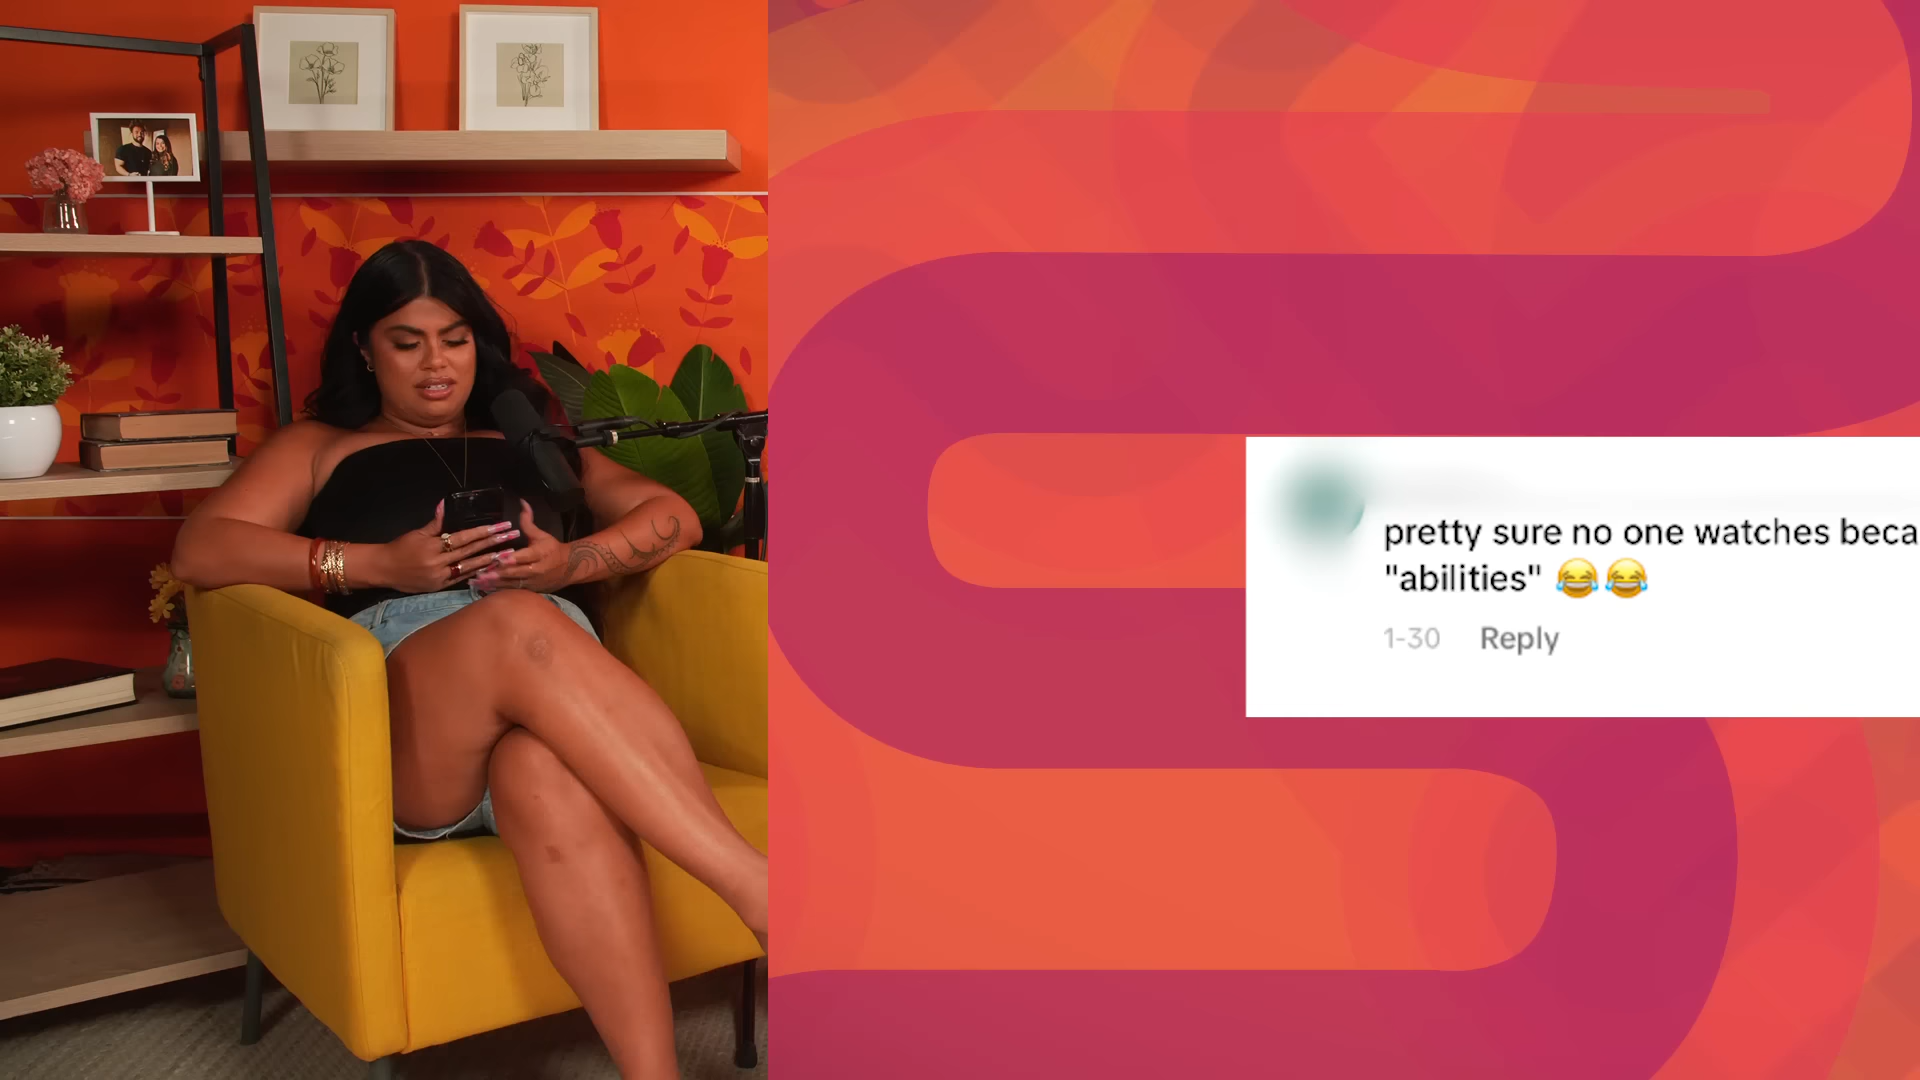 pretty sure no one watches beca
"abilities" 😂😂
1-30 Reply